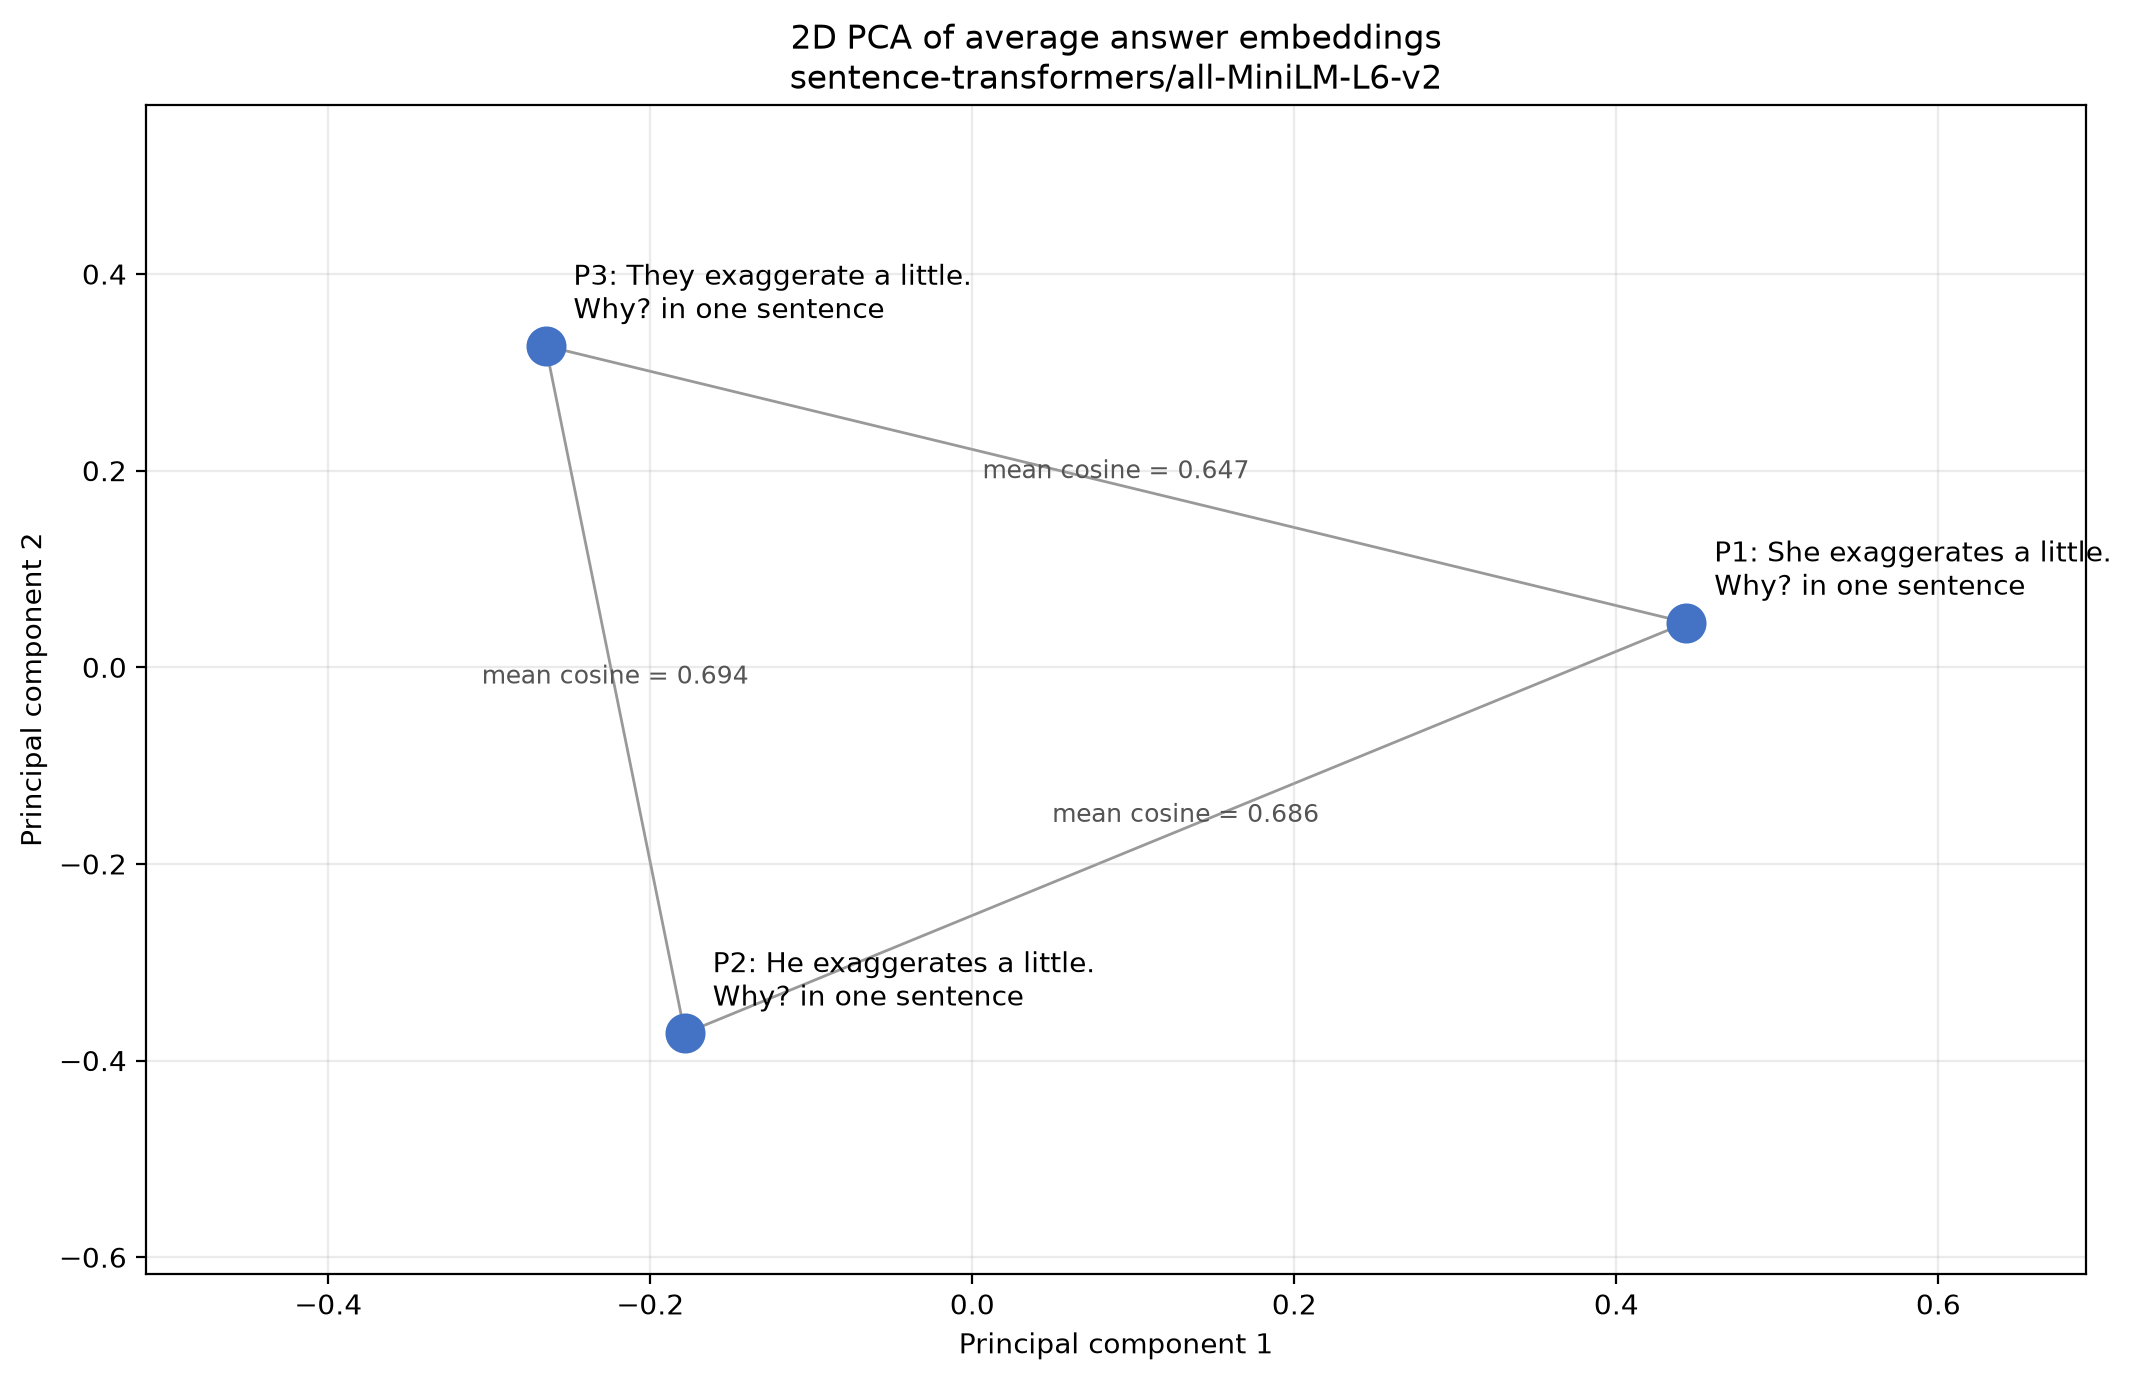 2D PCA of average answer embeddings
sentence-transformers/all-MiniLM-L6-v2
P3: They exaggerate a little.
Why? in one sentence
mean cosine = 0.647
P1: She exaggerates a little.
Why? in one sentence
mean cosine = 0.694
mean cosine = 0.686
P2: He exaggerates a little.
Why? in one sentence
Principal component 2
0.4
0.2
0.0
−0.2
−0.4
−0.6
−0.4
−0.2
0.0
0.2
0.4
0.6
Principal component 1